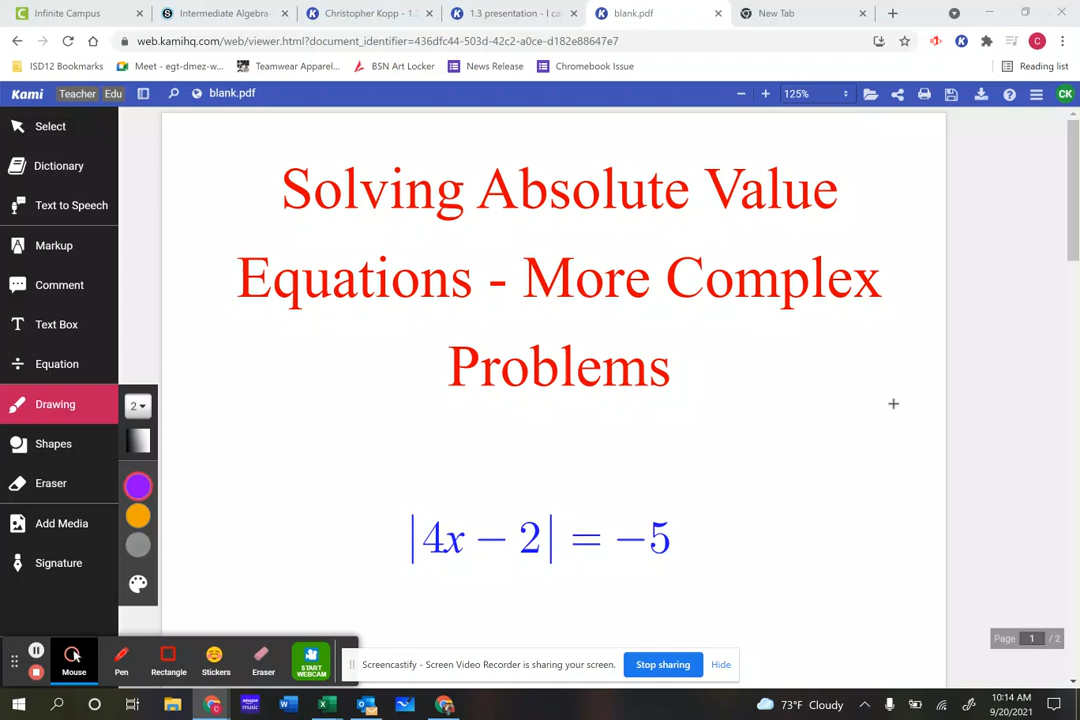 Infinite Campus
Intermediate Algebra-
Christopher Kopp - 1.2
1.3 presentation - I ca
blank.pdf
New Tab
web.kamihq.com/web/viewer.html?document_identifier=436dfc44-503d-42c2-a0ce-d182e88647e7
ISD12 Bookmarks
Meet - egt-dmez-w...
Teamwear Apparel...
BSN Art Locker
News Release
Chromebook Issue
Reading list
Kami Teacher Edu
blank.pdf
125%
CK
Select
Dictionary
Text to Speech
Markup
Comment
Text Box
Equation
Drawing
Shapes
Eraser
Add Media
Signature
2
Solving Absolute Value
Equations - More Complex
Problems
|4x − 2| = −5
Page 1 / 2
Mouse
Pen
Rectangle
Stickers
Eraser
START
WEBCAM
Screencastify - Screen Video Recorder is sharing your screen.
Stop sharing
Hide
73°F Cloudy
10:14 AM
9/20/2021